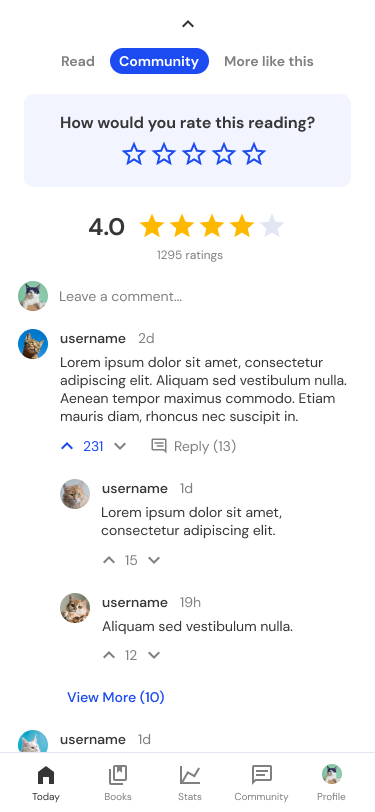 Read Community More like this
How would you rate this reading?
4.0
1295 ratings
Leave a comment...
username 2d
Lorem ipsum dolor sit amet, consectetur
adipiscing elit. Aliquam sed vestibulum nulla.
Aenean tempor maximus commodo. Etiam
mauris diam, rhoncus nec suscipit in.
231 Reply (13)
username 1d
Lorem ipsum dolor sit amet,
consectetur adipiscing elit.
15
username 19h
Aliquam sed vestibulum nulla.
12
View More (10)
username 1d
Today Books Stats Community Profile